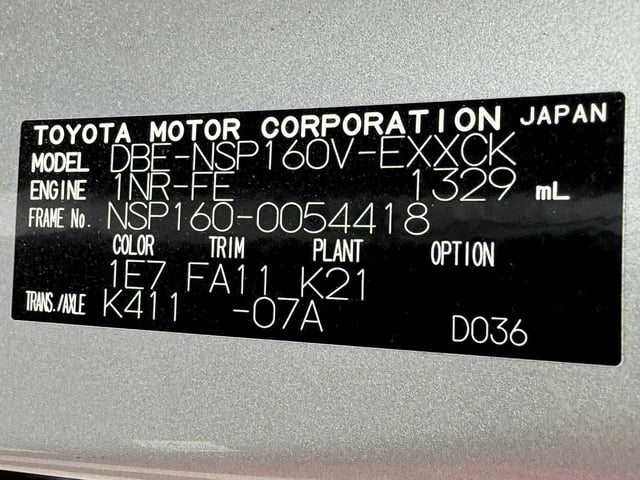 TOYOTA MOTOR CORPORATION JAPAN
MODEL DBE-NSP160V-EXXCK
ENGINE 1NR-FE 1329 mL
FRAME No. NSP160-0054418
COLOR TRIM PLANT OPTION
1E7 FA11 K21
TRANS./AXLE K411 -07A
D036